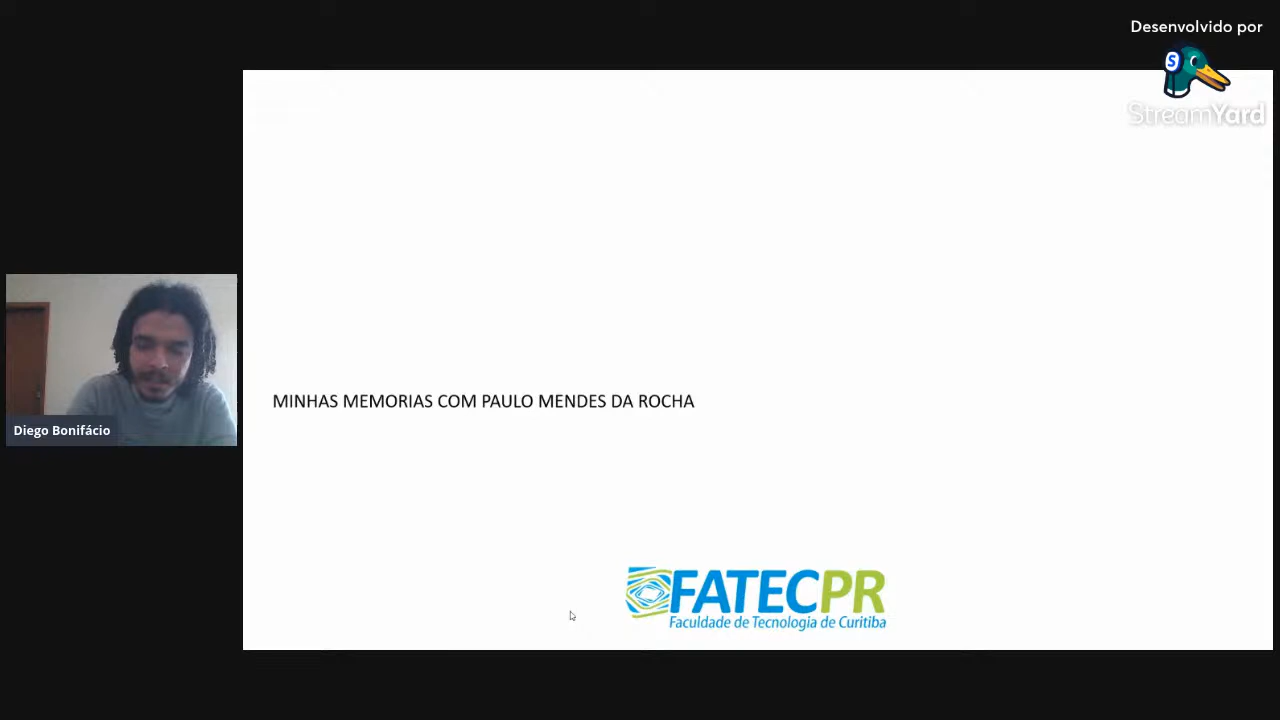 Desenvolvido por
S
StreamYard
MINHAS MEMORIAS COM PAULO MENDES DA ROCHA
Diego Bonifácio
FATECPR
Faculdade de Tecnologia de Curitiba